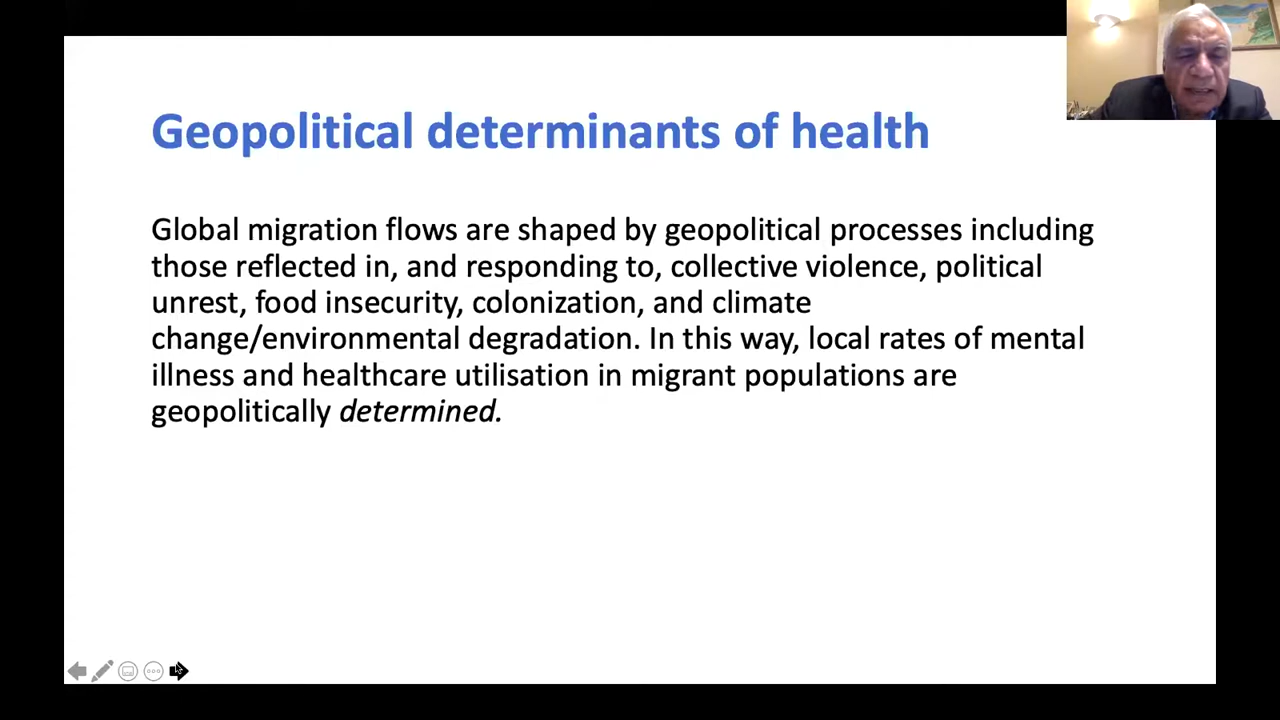 Geopolitical determinants of health
Global migration flows are shaped by geopolitical processes including
those reflected in, and responding to, collective violence, political
unrest, food insecurity, colonization, and climate
change/environmental degradation. In this way, local rates of mental
illness and healthcare utilisation in migrant populations are
geopolitically determined.